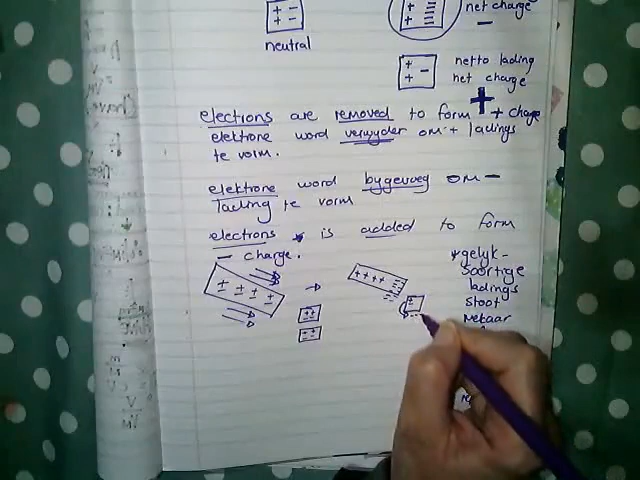 net charge
−
neutral
netto lading
net charge
elections are removed to form + + charge
elektrone word verwyder om + ladings
te vorm.
elektrone word bygevoeg om −
lading te vorm
electrons is added to form
− charge.
* gelyk-
soortige
ladings
stoot
mekaar